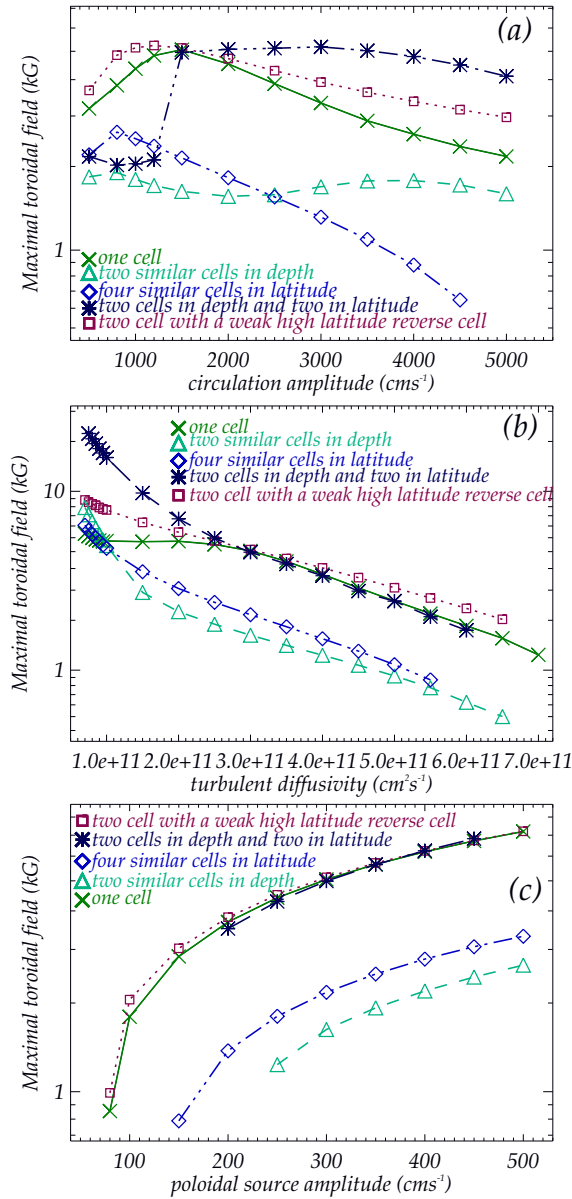 (a)
Maximal toroidal field (kG)
1
one cell
two similar cells in depth
four similar cells in latitude
two cells in depth and two in latitude
two cell with a weak high latitude reverse cell
1000 2000 3000 4000 5000
circulation amplitude (cms⁻¹)
(b)
Maximal toroidal field (kG)
10
1
one cell
two similar cells in depth
four similar cells in latitude
two cells in depth and two in latitude
two cell with a weak high latitude reverse cell
1.0e+11 2.0e+11 3.0e+11 4.0e+11 5.0e+11 6.0e+11 7.0e+11
turbulent diffusivity (cm²s⁻¹)
two cell with a weak high latitude reverse cell
two cells in depth and two in latitude
four similar cells in latitude
two similar cells in depth
one cell
(c)
Maximal toroidal field (kG)
1
100 200 300 400 500
poloidal source amplitude (cms⁻¹)